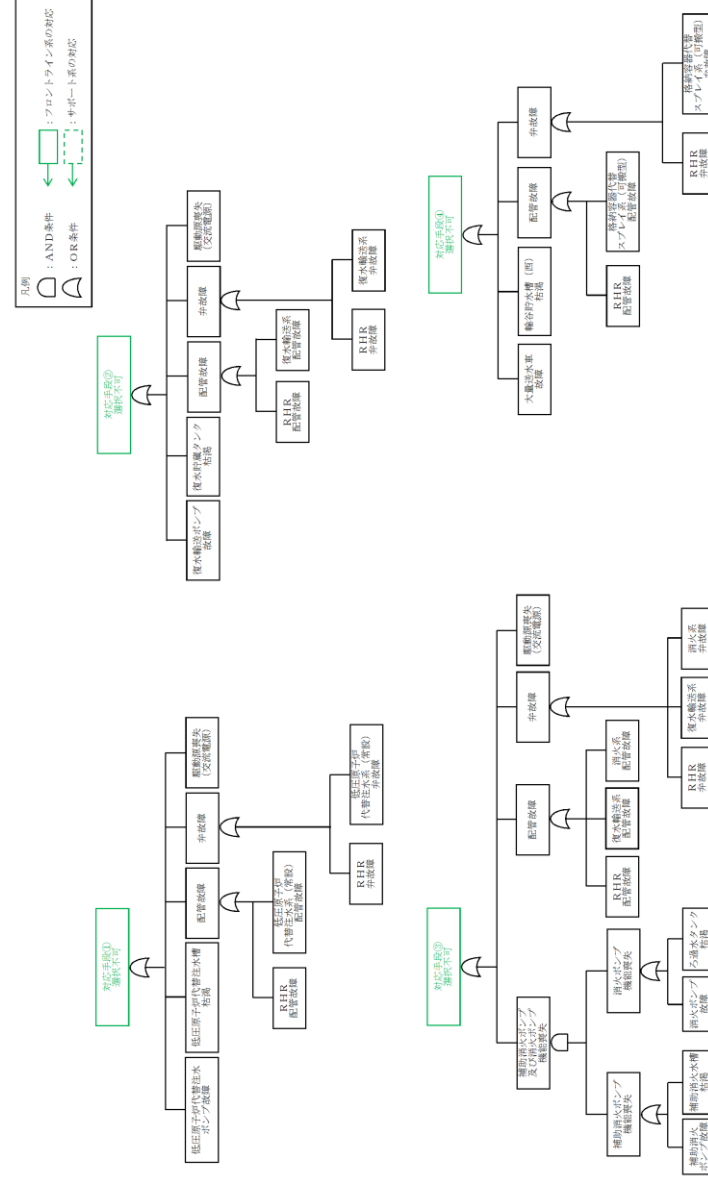 凡例
：AND条件
：OR条件
：フロントライン系の対応
：サポート系の対応
対応手段①
選択不可
低圧原子炉代替注水
ポンプ故障
低圧原子炉代替注水槽
枯渇
配管故障
弁故障
駆動源喪失
(交流電源)
RHR
配管故障
低圧原子炉
代替注水系(常設)
配管故障
RHR
弁故障
低圧原子炉
代替注水系(常設)
弁故障
対応手段②
選択不可
復水輸送ポンプ
故障
復水貯蔵タンク
枯渇
配管故障
弁故障
駆動源喪失
(交流電源)
RHR
配管故障
復水輸送系
配管故障
RHR
弁故障
復水輸送系
弁故障
対応手段③
選択不可
補助消火ポンプ
及び消火ポンプ
機能喪失
配管故障
弁故障
駆動源喪失
(交流電源)
補助消火ポンプ
機能喪失
消火ポンプ
機能喪失
RHR
配管故障
復水輸送系
配管故障
消火系
配管故障
補助消火
ポンプ故障
補助消火水槽
枯渇
消火ポンプ
故障
ろ過水タンク
枯渇
RHR
弁故障
復水輸送系
弁故障
消火系
弁故障
対応手段④
選択不可
大量送水車
故障
輪谷貯水槽(西)
枯渇
配管故障
弁故障
RHR
配管故障
格納容器代替
スプレイ系(可搬型)
配管故障
RHR
弁故障
格納容器代替
スプレイ系(可搬型)
弁故障